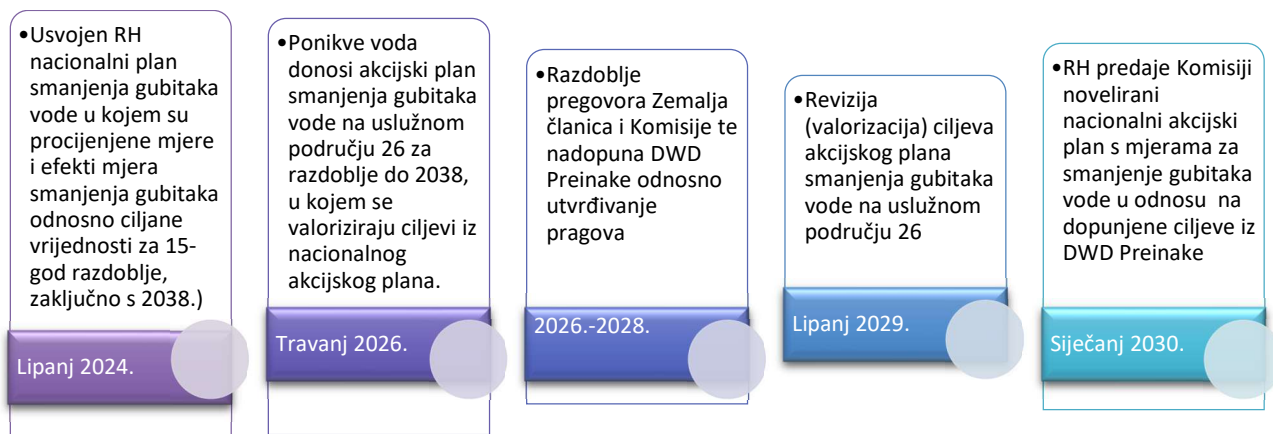 •Usvojen RH
nacionalni plan
smanjenja gubitaka
vode u kojem su
procijenjene mjere
i efekti mjera
smanjenja gubitaka
odnosno ciljane
vrijednosti za 15-
god razdoblje,
zaključno s 2038.)
Lipanj 2024.
•Ponikve voda
donosi akcijski plan
smanjenja gubitaka
vode na uslužnom
području 26 za
razdoblje do 2038,
u kojem se
valoriziraju ciljevi iz
nacionalnog
akcijskog plana.
Travanj 2026.
•Razdoblje
pregovora Zemalja
članica i Komisije te
nadopuna DWD
Preinake odnosno
utvrđivanje
pragova
2026.-2028.
•Revizija
(valorizacija) ciljeva
akcijskog plana
smanjenja gubitaka
vode na uslužnom
području 26
Lipanj 2029.
•RH predaje Komisiji
novelirani
nacionalni akcijski
plan s mjerama za
smanjenje gubitaka
vode u odnosu na
dopunjene ciljeve iz
DWD Preinake
Siječanj 2030.